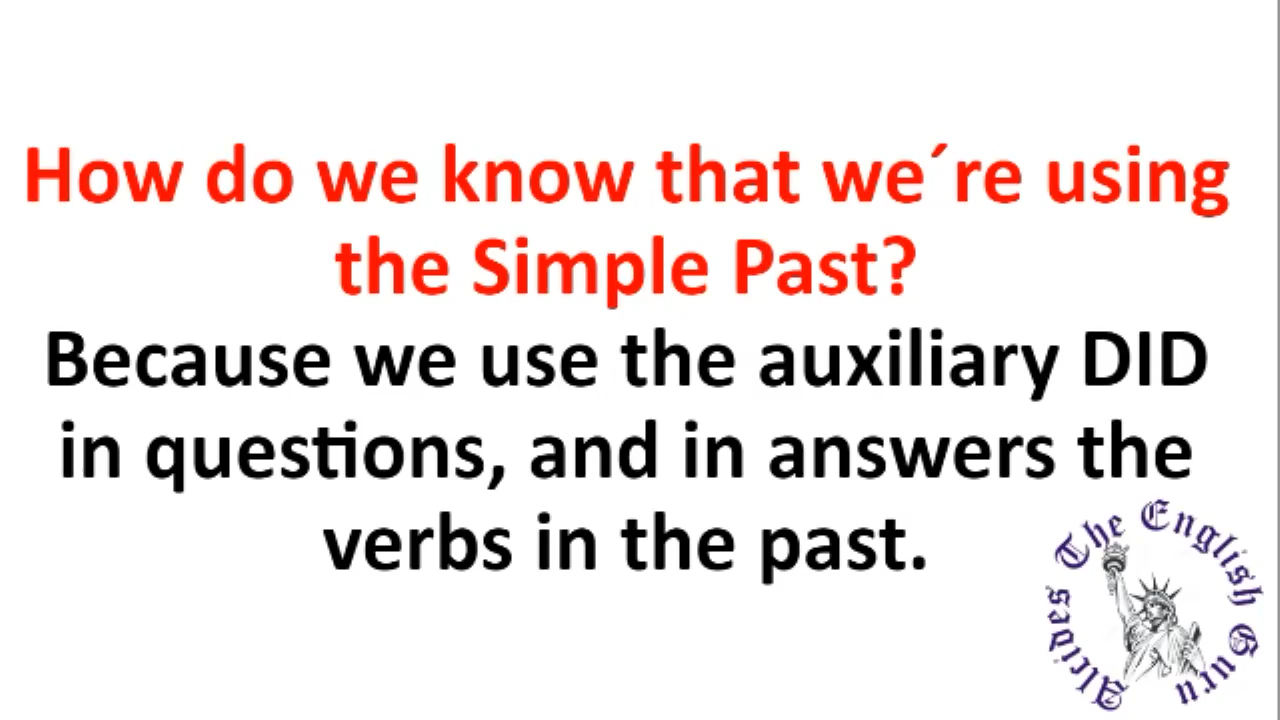 How do we know that we´re using
the Simple Past?
Because we use the auxiliary DID
in questions, and in answers the
verbs in the past.
Alcides The English Guru